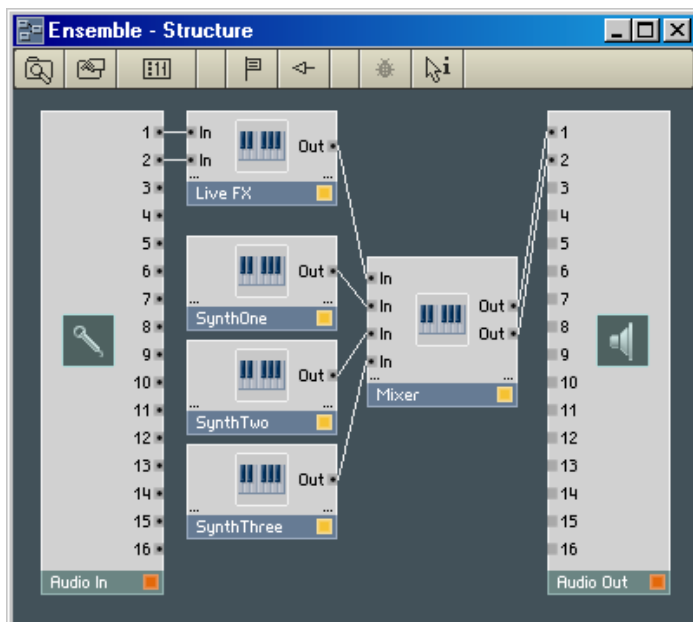 Ensemble - Structure
1
2
3
4
5
6
7
8
9
10
11
12
13
14
15
16
Audio In
In
In
Out
...
...
Live FX
Out
...
...
SynthOne
Out
...
...
SynthTwo
Out
...
...
SynthThree
In
In
In
In
Out
Out
...
...
Mixer
1
2
3
4
5
6
7
8
9
10
11
12
13
14
15
16
Audio Out